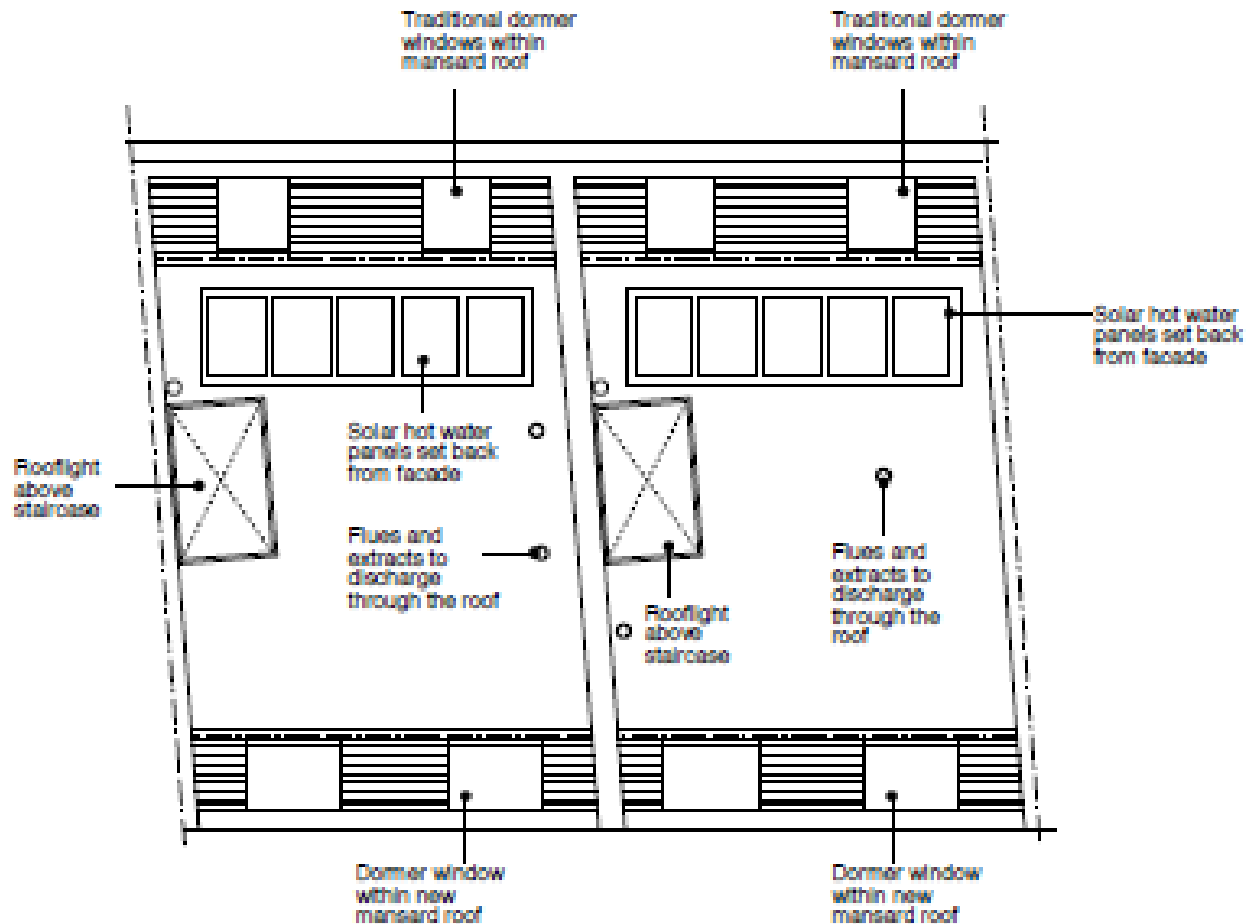 Traditional dormer
windows within
mansard roof
Traditional dormer
windows within
mansard roof
Solar hot water
panels set back
from facade
Solar hot water
panels set back
from facade
Rooflight
above
staircase
Flues and
extracts to
discharge
through the roof
Flues and
extracts to
discharge
through the
roof
Rooflight
above
staircase
Dormer window
within new
mansard roof
Dormer window
within new
mansard roof